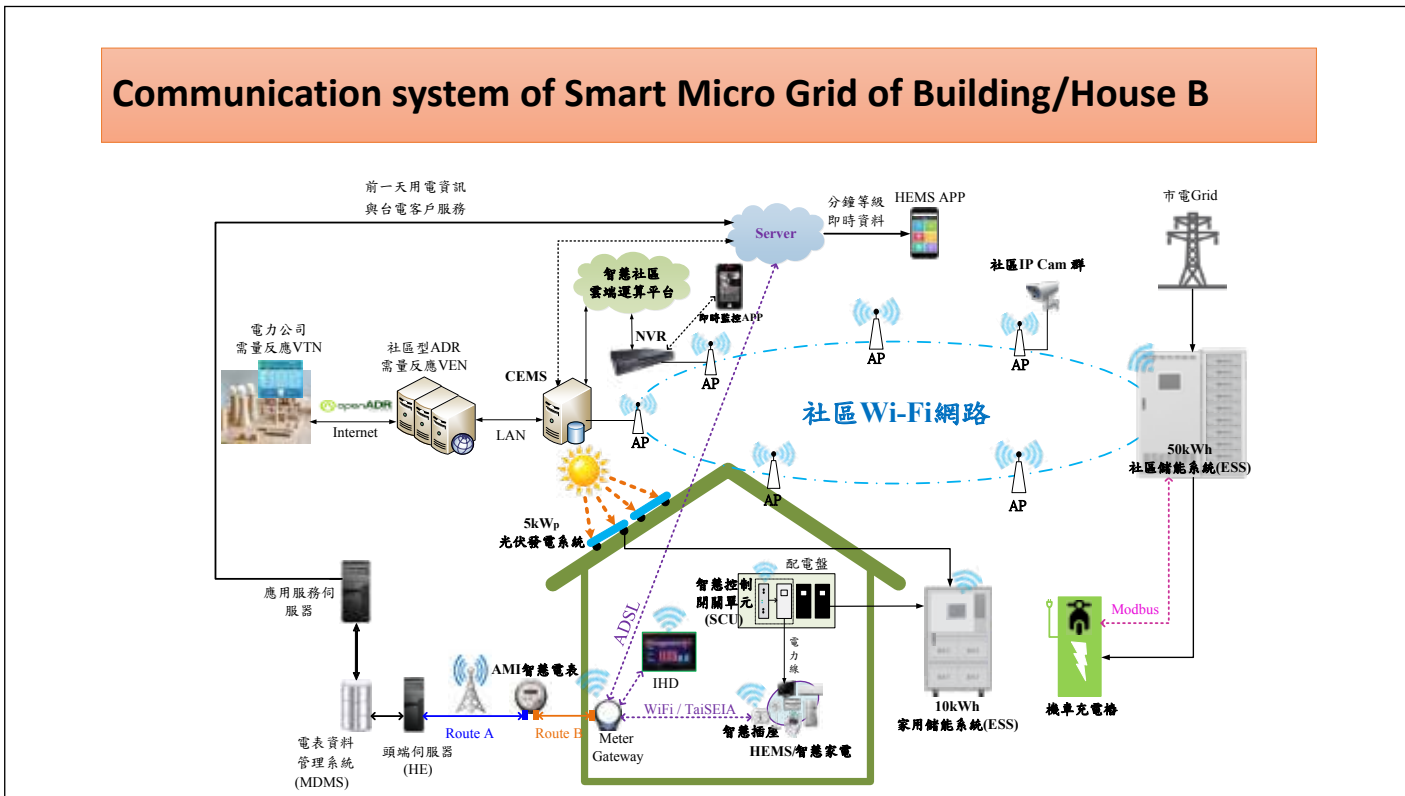 Communication system of Smart Micro Grid of Building/House B
前一天用電資訊
與台電客戶服務
Server
分鐘等級
即時資料
HEMS APP
市電Grid
智慧社區
雲端運算平台
即時監控APP
社區IP Cam 群
NVR
AP
AP
AP
電力公司
需量反應VTN
社區型ADR
需量反應VEN
CEMS
openADR
Internet
LAN
AP
社區Wi-Fi網路
AP
AP
50kWh
社區儲能系統(ESS)
5kWp
光伏發電系統
配電盤
智慧控制
開關單元
(SCU)
電力線
ADSL
IHD
Modbus
應用服務伺
服器
AMI智慧電表
WiFi / TaiSEIA
智慧插座
HEMS/智慧家電
10kWh
家用儲能系統(ESS)
機車充電樁
Route A
Route B
Meter
Gateway
電表資料
管理系統
(MDMS)
頭端伺服器
(HE)